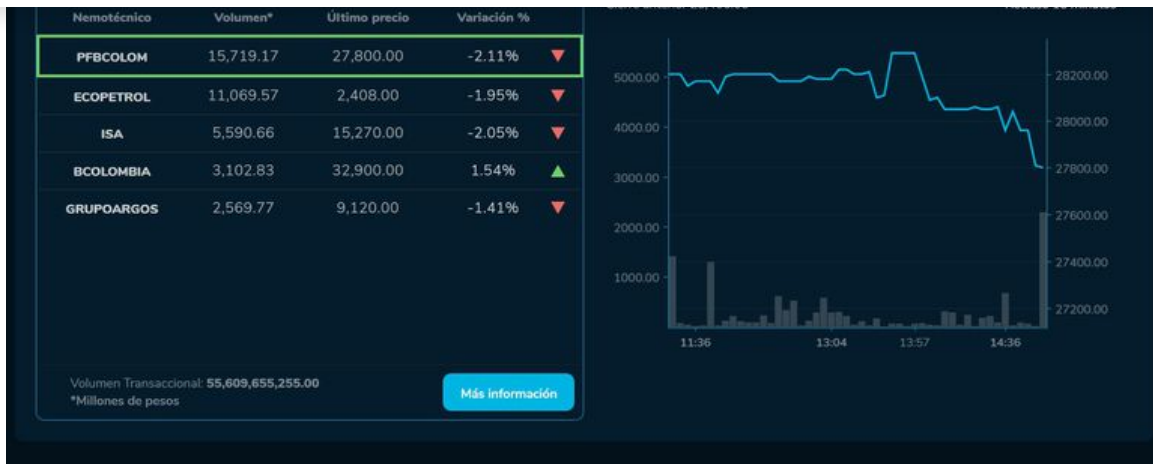 Nemotécnico Volumen* Último precio Variación %
PFBCOLOM 15,719.17 27,800.00 -2.11% ▼
ECOPETROL 11,069.57 2,408.00 -1.95% ▼
ISA 5,590.66 15,270.00 -2.05% ▼
BCOLOMBIA 3,102.83 32,900.00 1.54% ▲
GRUPOARGOS 2,569.77 9,120.00 -1.41% ▼
Volumen Transaccional: 55,609,655,255.00
*Millones de pesos
Más información
5000.00
4000.00
3000.00
2000.00
1000.00
28200.00
28000.00
27800.00
27600.00
27400.00
27200.00
11:36 13:04 13:57 14:36